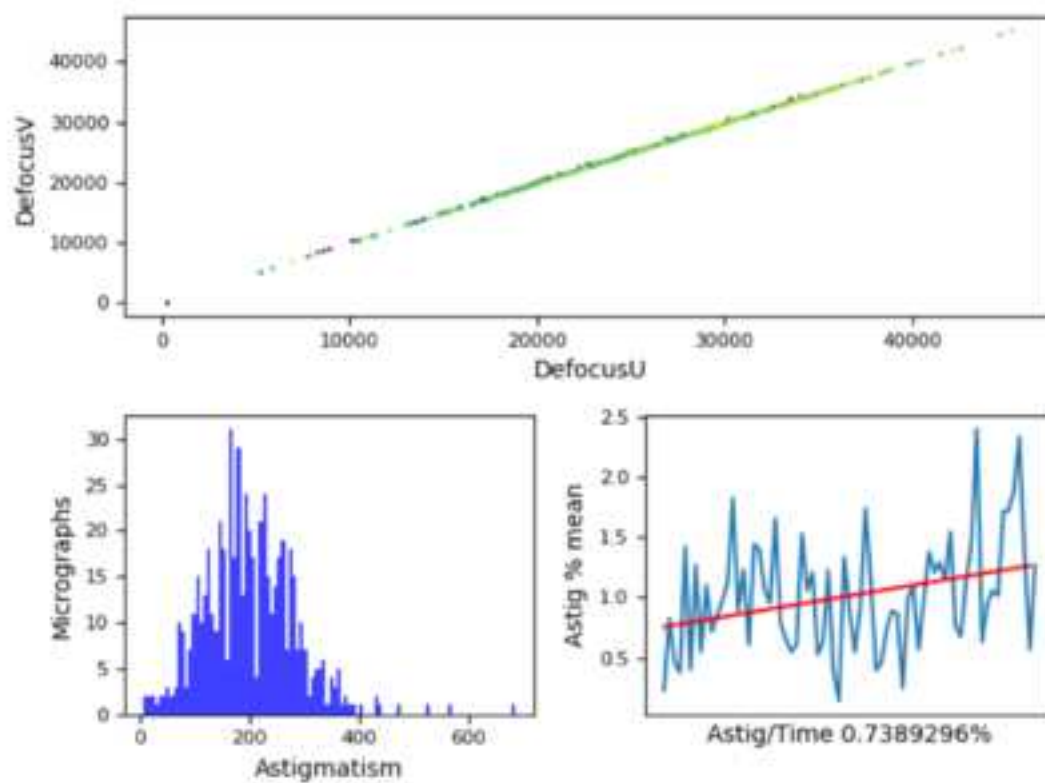 DefocusV
40000
30000
20000
10000
0
0 10000 20000 30000 40000
DefocusU
Micrographs
30
25
20
15
10
5
0
0 200 400 600
Astigmatism
Astig % mean
2.5
2.0
1.5
1.0
0.5
Astig/Time 0.7389296%